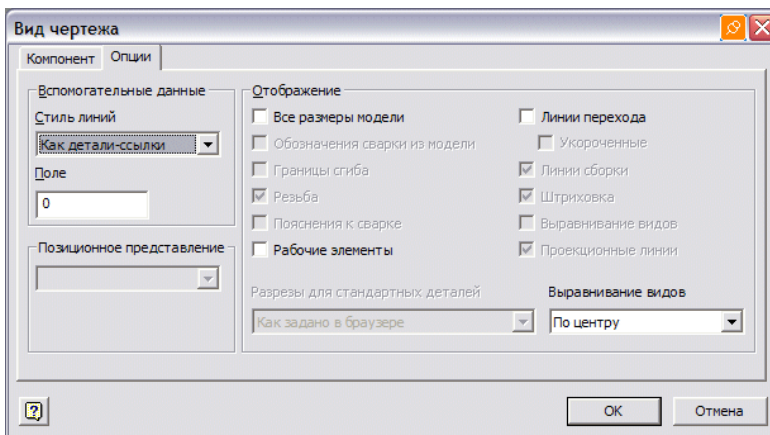 Вид чертежа
Компонент
Опции
Вспомогательные данные
Стиль линий
Как детали-ссылки
Поле
0
Позиционное представление
Отображение
Все размеры модели
Обозначения сварки из модели
Границы сгиба
Резьба
Пояснения к сварке
Рабочие элементы
Линии перехода
Укороченные
Линии сборки
Штриховка
Выравнивание видов
Проекционные линии
Разрезы для стандартных деталей
Как задано в браузере
Выравнивание видов
По центру
?
OK
Отмена